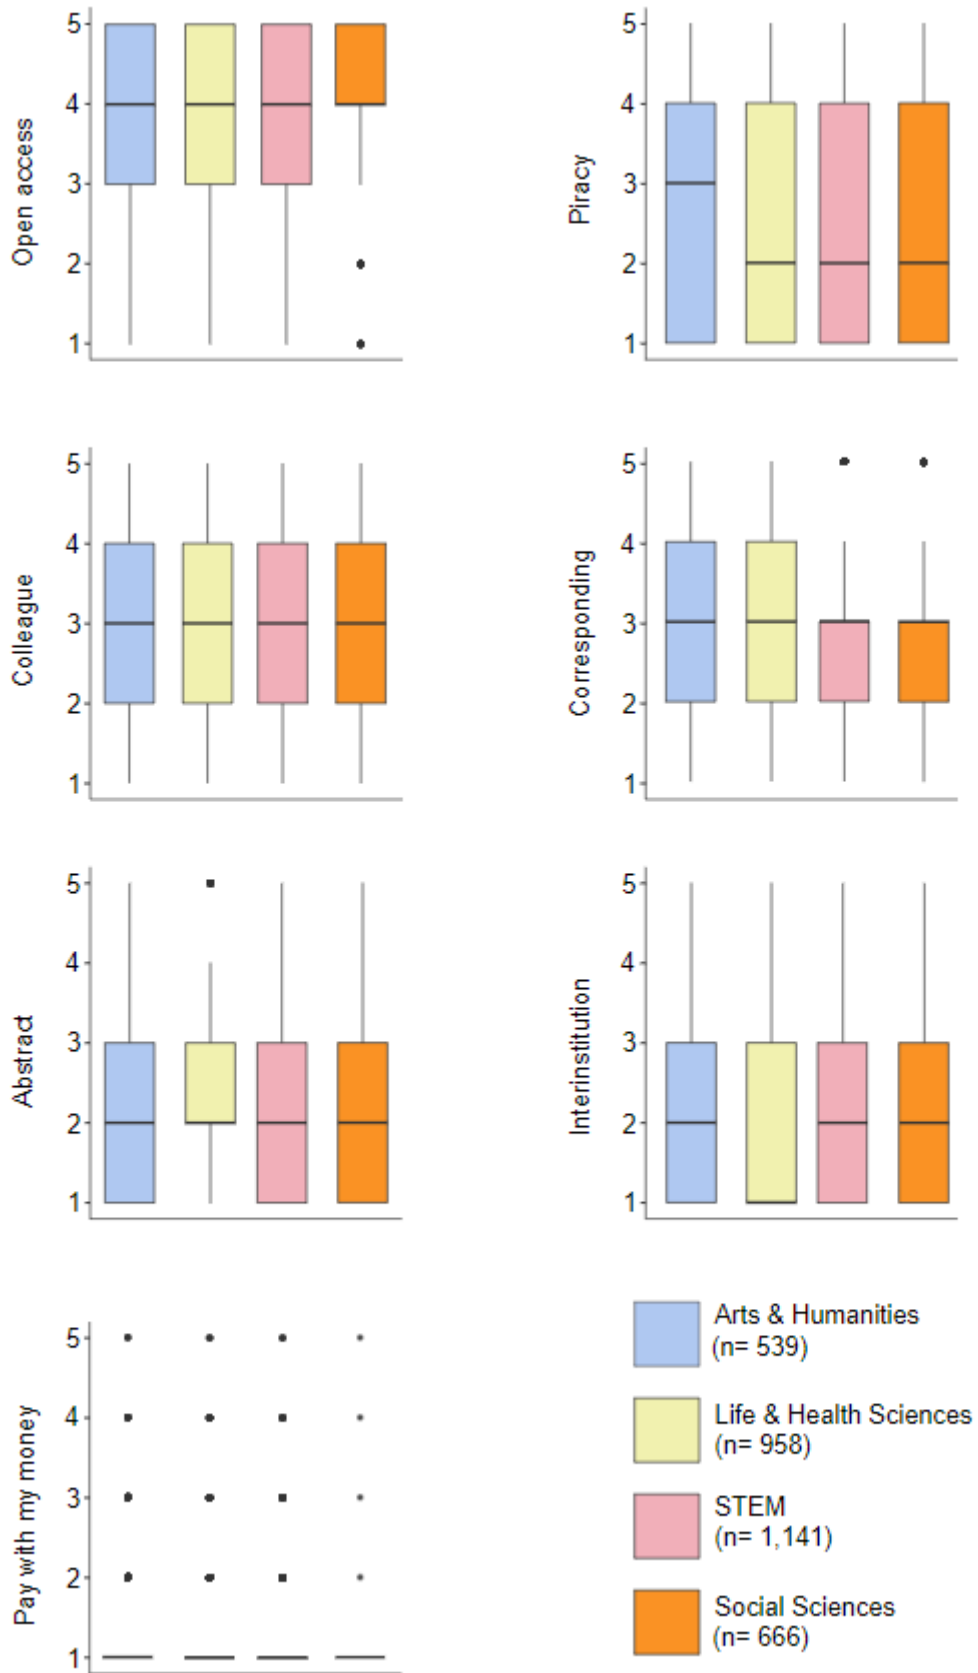 Open access
5
4
3
2
1
Piracy
5
4
3
2
1
Colleague
5
4
3
2
1
Corresponding
5
4
3
2
1
Abstract
5
4
3
2
1
Interinstitution
5
4
3
2
1
Pay with my money
5
4
3
2
1
Arts & Humanities
(n= 539)
Life & Health Sciences
(n= 958)
STEM
(n= 1,141)
Social Sciences
(n= 666)